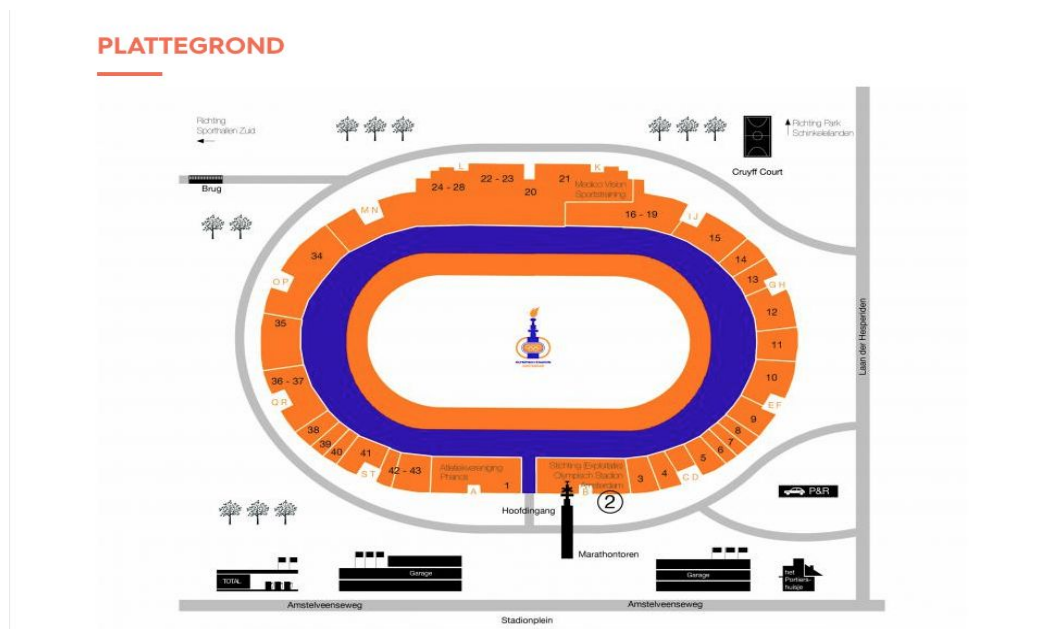 PLATTEGROND
Richting
Sporthallen Zuid
Richting Park
Schinkeleilanden
Cruyff Court
Brug
L
K
24 - 28
22 - 23
20
21
Medico Vision
Sportstraining
16 - 19
M N
I J
15
14
13
G H
12
11
10
E F
9
8
7
6
5
C D
4
3
34
O P
35
36 - 37
Q R
38
39
40
41
S T
42 - 43
Atletiekvereniging
Phanos
1
A
Stichting (Exploitatie)
Olympisch Stadion
Amsterdam
B
2
Hoofdingang
Marathontoren
Laan der Hesperiden
P&R
TOTAL
Garage
Garage
het
Portiers-
huisje
Amstelveenseweg
Amstelveenseweg
Stadionplein